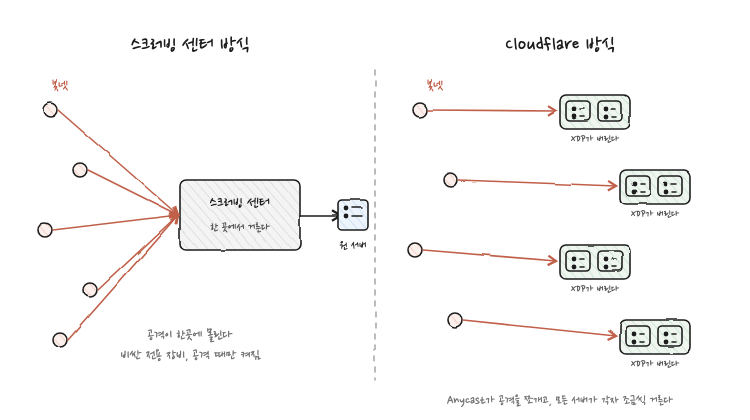 스크러빙 센터 방식
봇넷
스크러빙 센터
한 곳에서 거른다
원 서버
공격이 한곳에 몰린다
비싼 전용 장비, 공격 때만 켜짐
Cloudflare 방식
봇넷
XDP가 버린다
XDP가 버린다
XDP가 버린다
XDP가 버린다
Anycast가 공격을 쪼개고, 모든 서버가 각자 조금씩 거른다